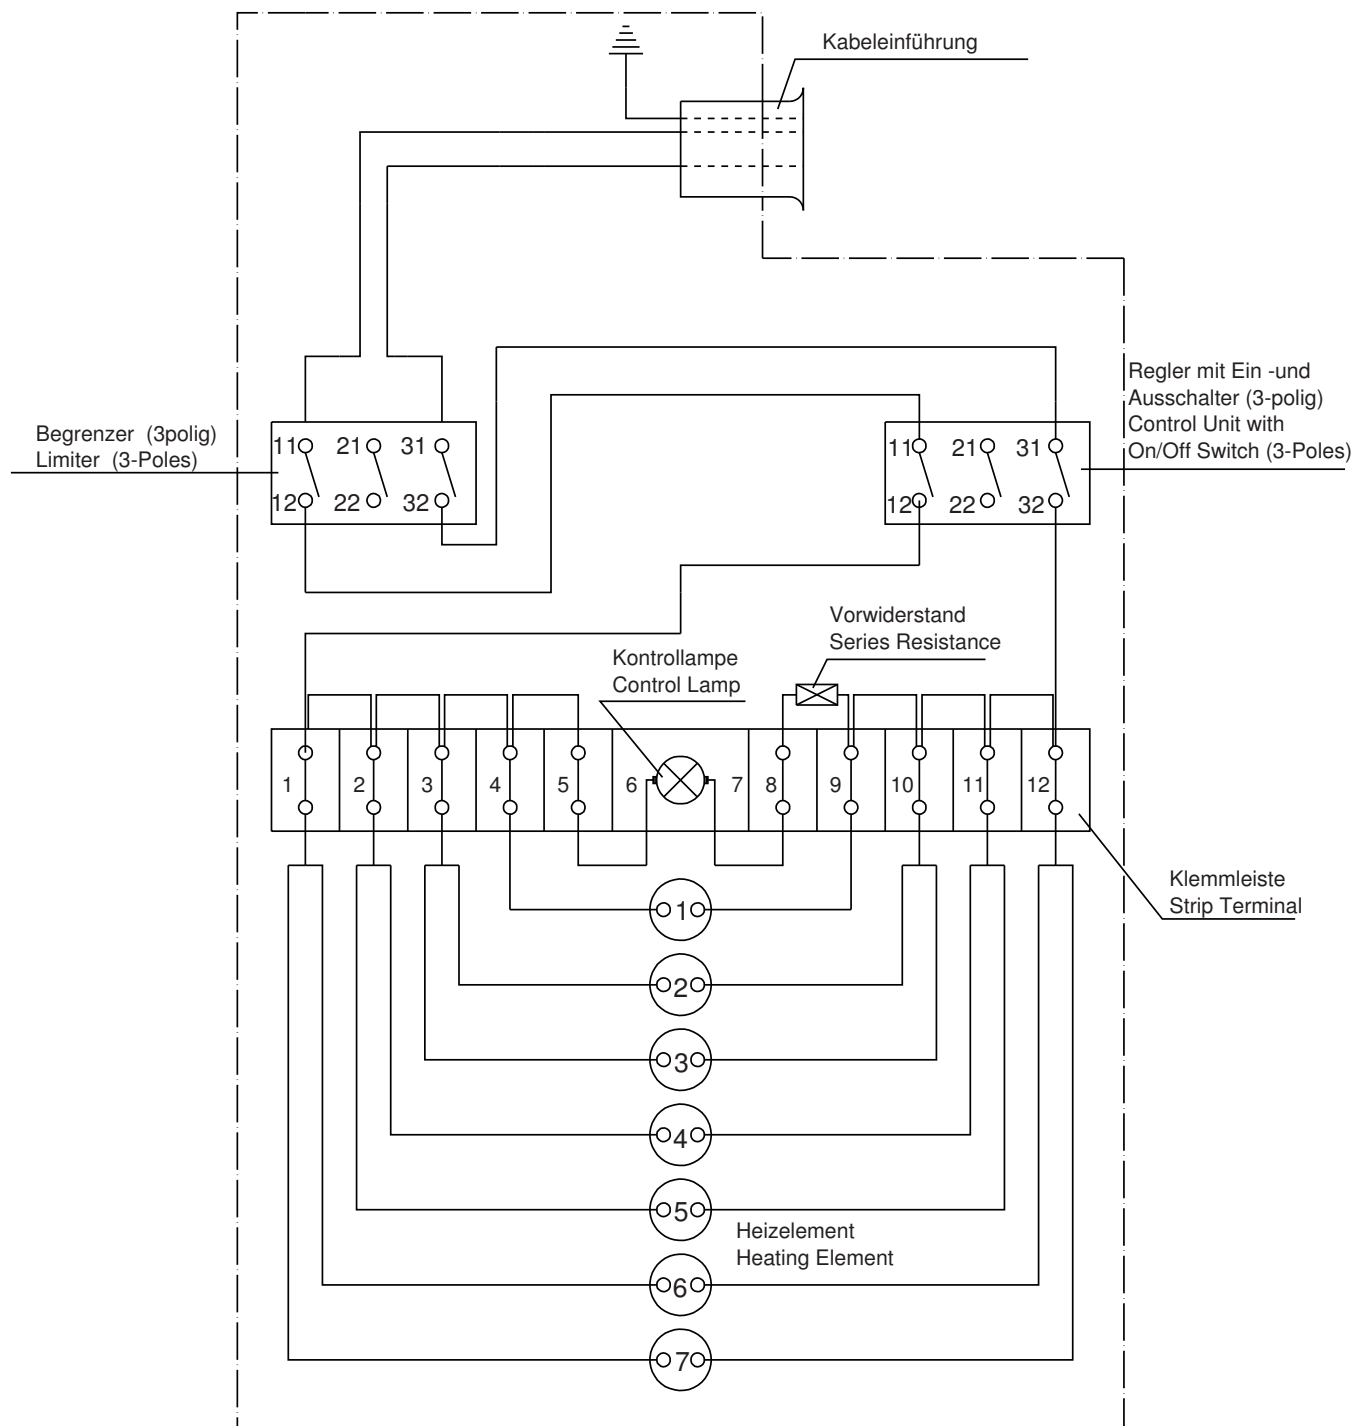 Kabeleinführung
Regler mit Ein -und
Ausschalter (3-polig)
Control Unit with
On/Off Switch (3-Poles)
Begrenzer (3polig)
Limiter (3-Poles)
11 21 31
12 22 32
11 21 31
12 22 32
Vorwiderstand
Series Resistance
Kontrollampe
Control Lamp
1 2 3 4 5 6 7 8 9 10 11 12
Klemmleiste
Strip Terminal
1
2
3
4
5
Heizelement
Heating Element
6
7